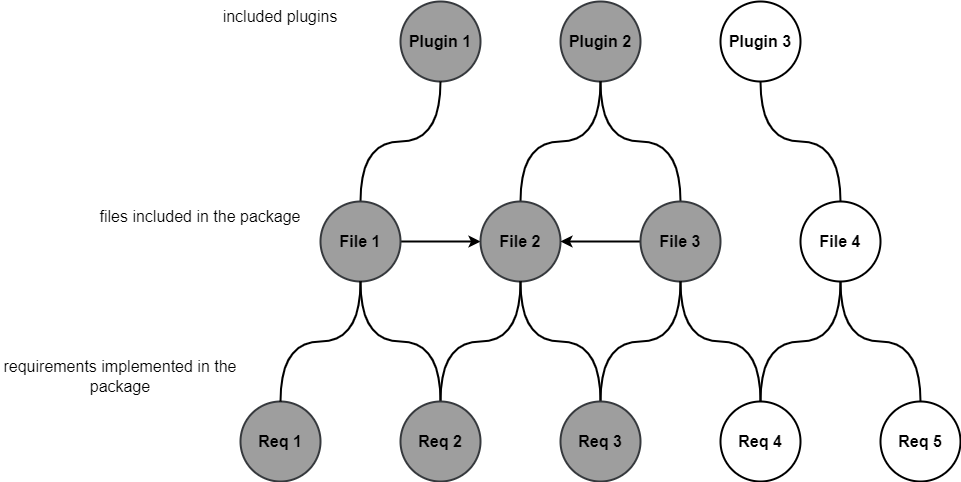 included plugins
Plugin 1
Plugin 2
Plugin 3
files included in the package
File 1
File 2
File 3
File 4
requirements implemented in the
package
Req 1
Req 2
Req 3
Req 4
Req 5